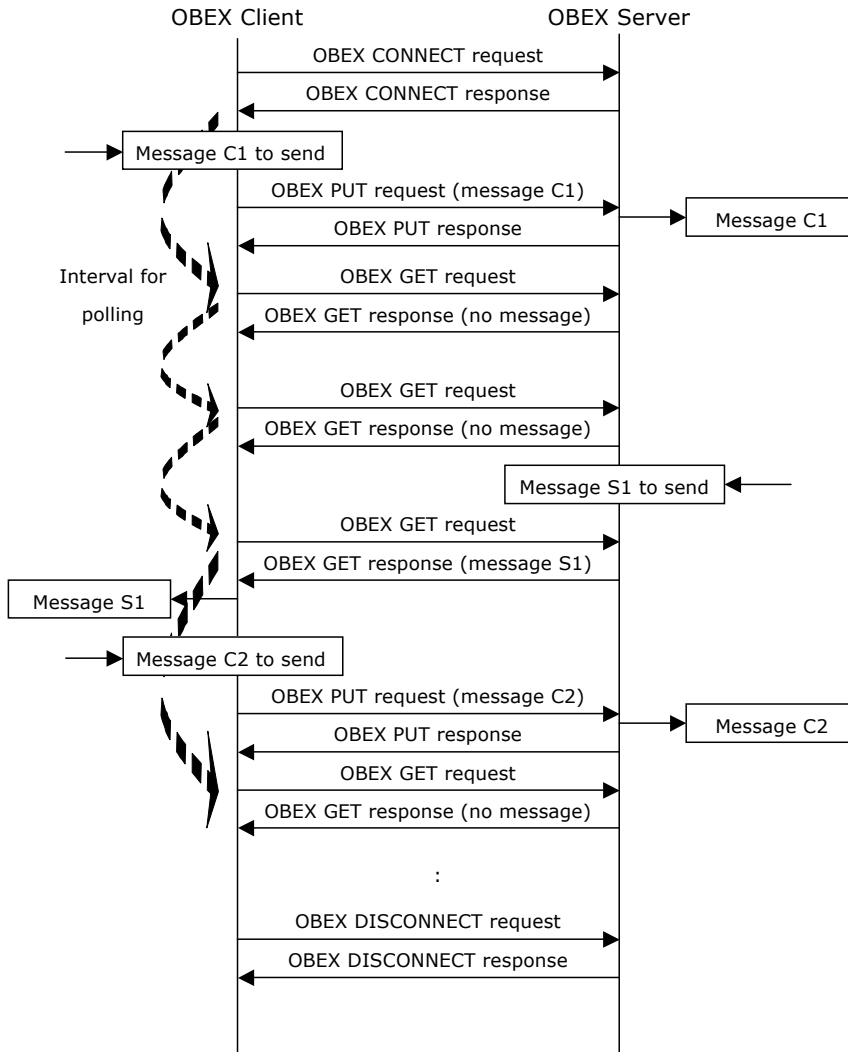 OBEX Client
OBEX Server
OBEX CONNECT request
OBEX CONNECT response
Message C1 to send
OBEX PUT request (message C1)
Message C1
OBEX PUT response
Interval for
polling
OBEX GET request
OBEX GET response (no message)
OBEX GET request
OBEX GET response (no message)
Message S1 to send
OBEX GET request
OBEX GET response (message S1)
Message S1
Message C2 to send
OBEX PUT request (message C2)
Message C2
OBEX PUT response
OBEX GET request
OBEX GET response (no message)
:
OBEX DISCONNECT request
OBEX DISCONNECT response